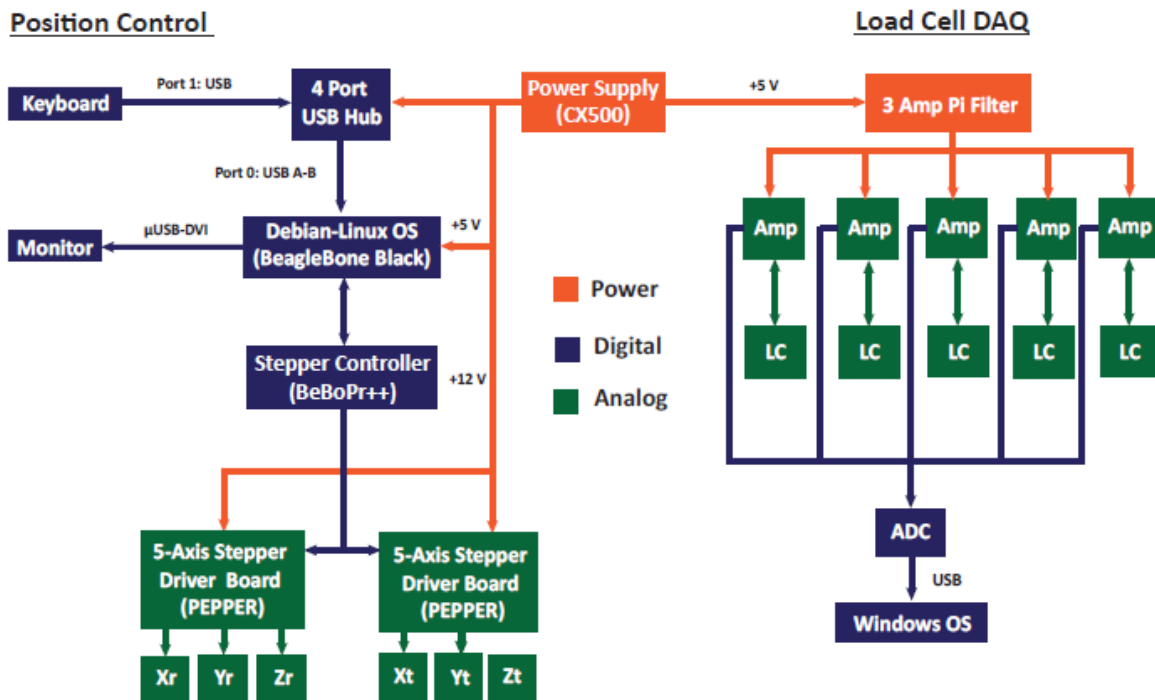 Position Control
Load Cell DAQ
Keyboard
Port 1: USB
4 Port
USB Hub
Power Supply
(CX500)
+5 V
3 Amp Pi Filter
Port 0: USB A-B
Monitor
µUSB-DVI
Debian-Linux OS
(BeagleBone Black)
+5 V
Stepper Controller
(BeBoPr++)
+12 V
Power
Digital
Analog
Amp
Amp
Amp
Amp
Amp
LC
LC
LC
LC
LC
5-Axis Stepper
Driver Board
(PEPPER)
5-Axis Stepper
Driver Board
(PEPPER)
Xr
Yr
Zr
Xt
Yt
Zt
ADC
USB
Windows OS